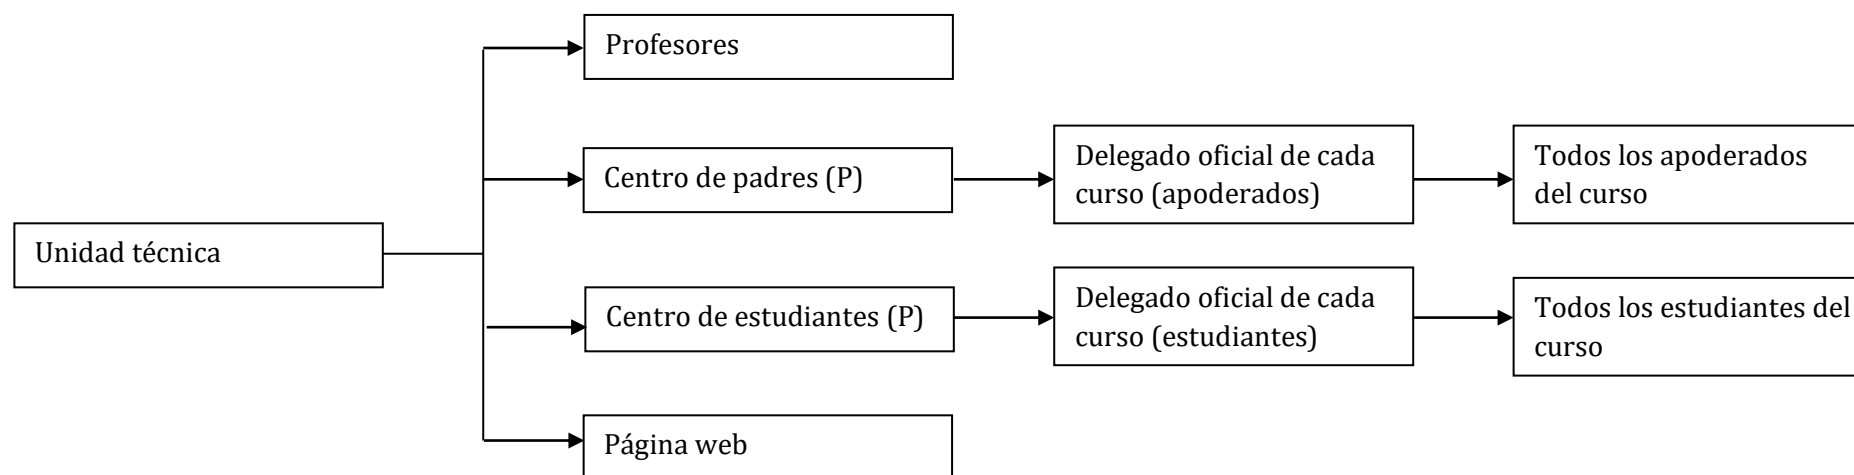 Profesores
Centro de padres (P)
Delegado oficial de cada
curso (apoderados)
Todos los apoderados
del curso
Unidad técnica
Centro de estudiantes (P)
Delegado oficial de cada
curso (estudiantes)
Todos los estudiantes del
curso
Página web